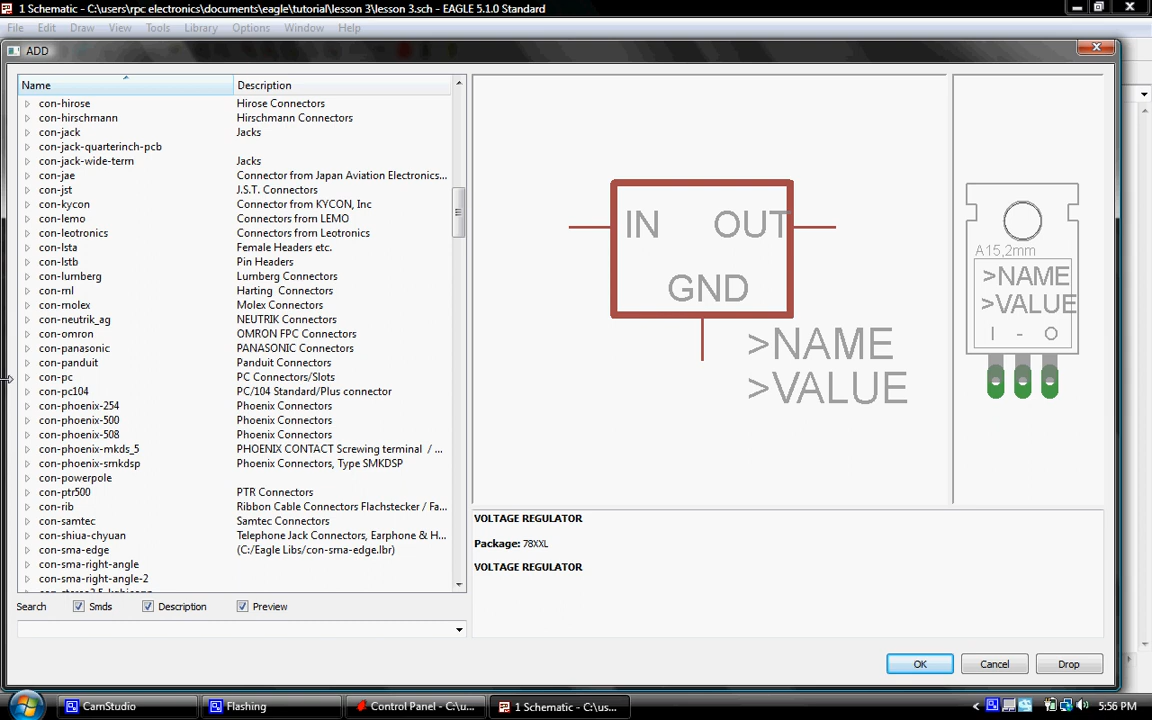 1 Schematic - C:\users\rpc electronics\documents\eagle\tutorial\lesson 3\lesson 3.sch - EAGLE 5.1.0 Standard
File Edit Draw View Tools Library Options Window Help
ADD
Name Description
con-hirose Hirose Connectors
con-hirschmann Hirschmann Connectors
con-jack Jacks
con-jack-quarterinch-pcb
con-jack-wide-term Jacks
con-jae Connector from Japan Aviation Electronics...
con-jst J.S.T. Connectors
con-kycon Connector from KYCON, Inc
con-lemo Connectors from LEMO
con-leotronics Connectors from Leotronics
con-lsta Female Headers etc.
con-lstb Pin Headers
con-lumberg Lumberg Connectors
con-ml Harting Connectors
con-molex Molex Connectors
con-neutrik_ag NEUTRIK Connectors
con-omron OMRON FPC Connectors
con-panasonic PANASONIC Connectors
con-panduit Panduit Connectors
con-pc PC Connectors/Slots
con-pc104 PC/104 Standard/Plus connector
con-phoenix-254 Phoenix Connectors
con-phoenix-500 Phoenix Connectors
con-phoenix-508 Phoenix Connectors
con-phoenix-mkds_5 PHOENIX CONTACT Screwing terminal / ...
con-phoenix-smkdsp Phoenix Connectors, Type SMKDSP
con-powerpole
con-ptr500 PTR Connectors
con-rib Ribbon Cable Connectors Flachstecker / Fa...
con-samtec Samtec Connectors
con-shiua-chyuan Telephone Jack Connectors, Earphone & H...
con-sma-edge (C:/Eagle Libs/con-sma-edge.lbr)
con-sma-right-angle
con-sma-right-angle-2
IN OUT
GND
>NAME
>VALUE
A15,2mm
>NAME
>VALUE
I - O
VOLTAGE REGULATOR
Package: 78XXL
VOLTAGE REGULATOR
Search Smds Description Preview
OK Cancel Drop
CamStudio Flashing Control Panel - C:\u... 1 Schematic - C:\us... 5:56 PM